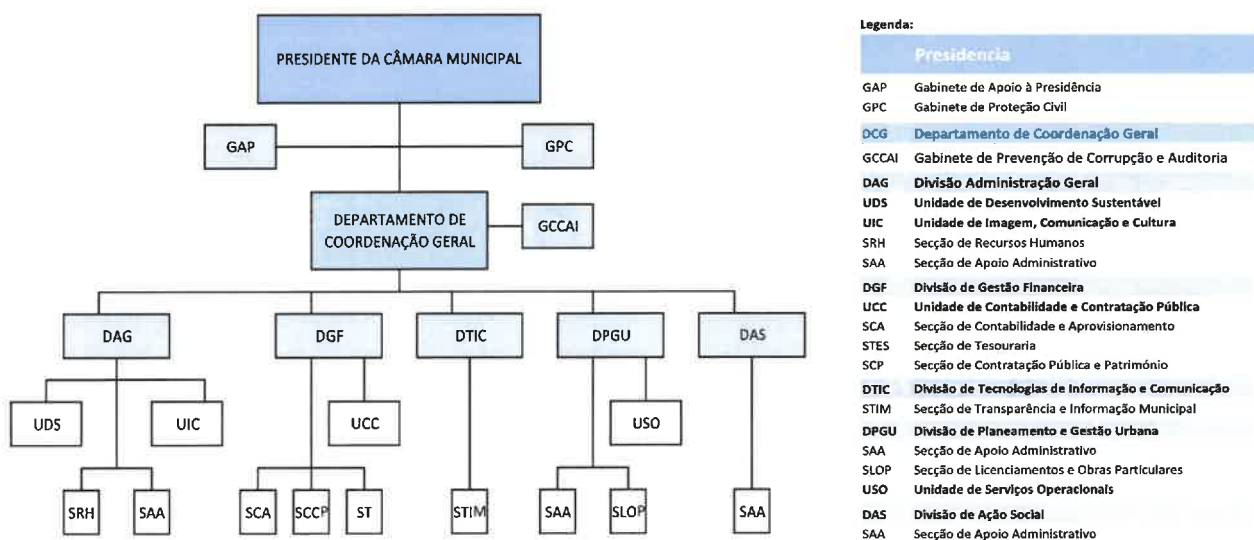 PRESIDENTE DA CÂMARA MUNICIPAL
GAP
GPC
DEPARTAMENTO DE
COORDENAÇÃO GERAL
GCCAI
DAG
DGF
DTIC
DPGU
DAS
UDS
UIC
UCC
USO
SRH
SAA
SCA
SCCP
ST
STIM
SAA
SLOP
SAA
Legenda:
Presidencia
GAP Gabinete de Apoio à Presidência
GPC Gabinete de Proteção Civil
DCG Departamento de Coordenação Geral
GCCAI Gabinete de Prevenção de Corrupção e Auditoria
DAG Divisão Administração Geral
UDS Unidade de Desenvolvimento Sustentável
UIC Unidade de Imagem, Comunicação e Cultura
SRH Secção de Recursos Humanos
SAA Secção de Apoio Administrativo
DGF Divisão de Gestão Financeira
UCC Unidade de Contabilidade e Contratação Pública
SCA Secção de Contabilidade e Aprovisionamento
STES Secção de Tesouraria
SCP Secção de Contratação Pública e Património
DTIC Divisão de Tecnologias de Informação e Comunicação
STIM Secção de Transparência e Informação Municipal
DPGU Divisão de Planeamento e Gestão Urbana
SAA Secção de Apoio Administrativo
SLOP Secção de Licenciamentos e Obras Particulares
USO Unidade de Serviços Operacionais
DAS Divisão de Ação Social
SAA Secção de Apoio Administrativo